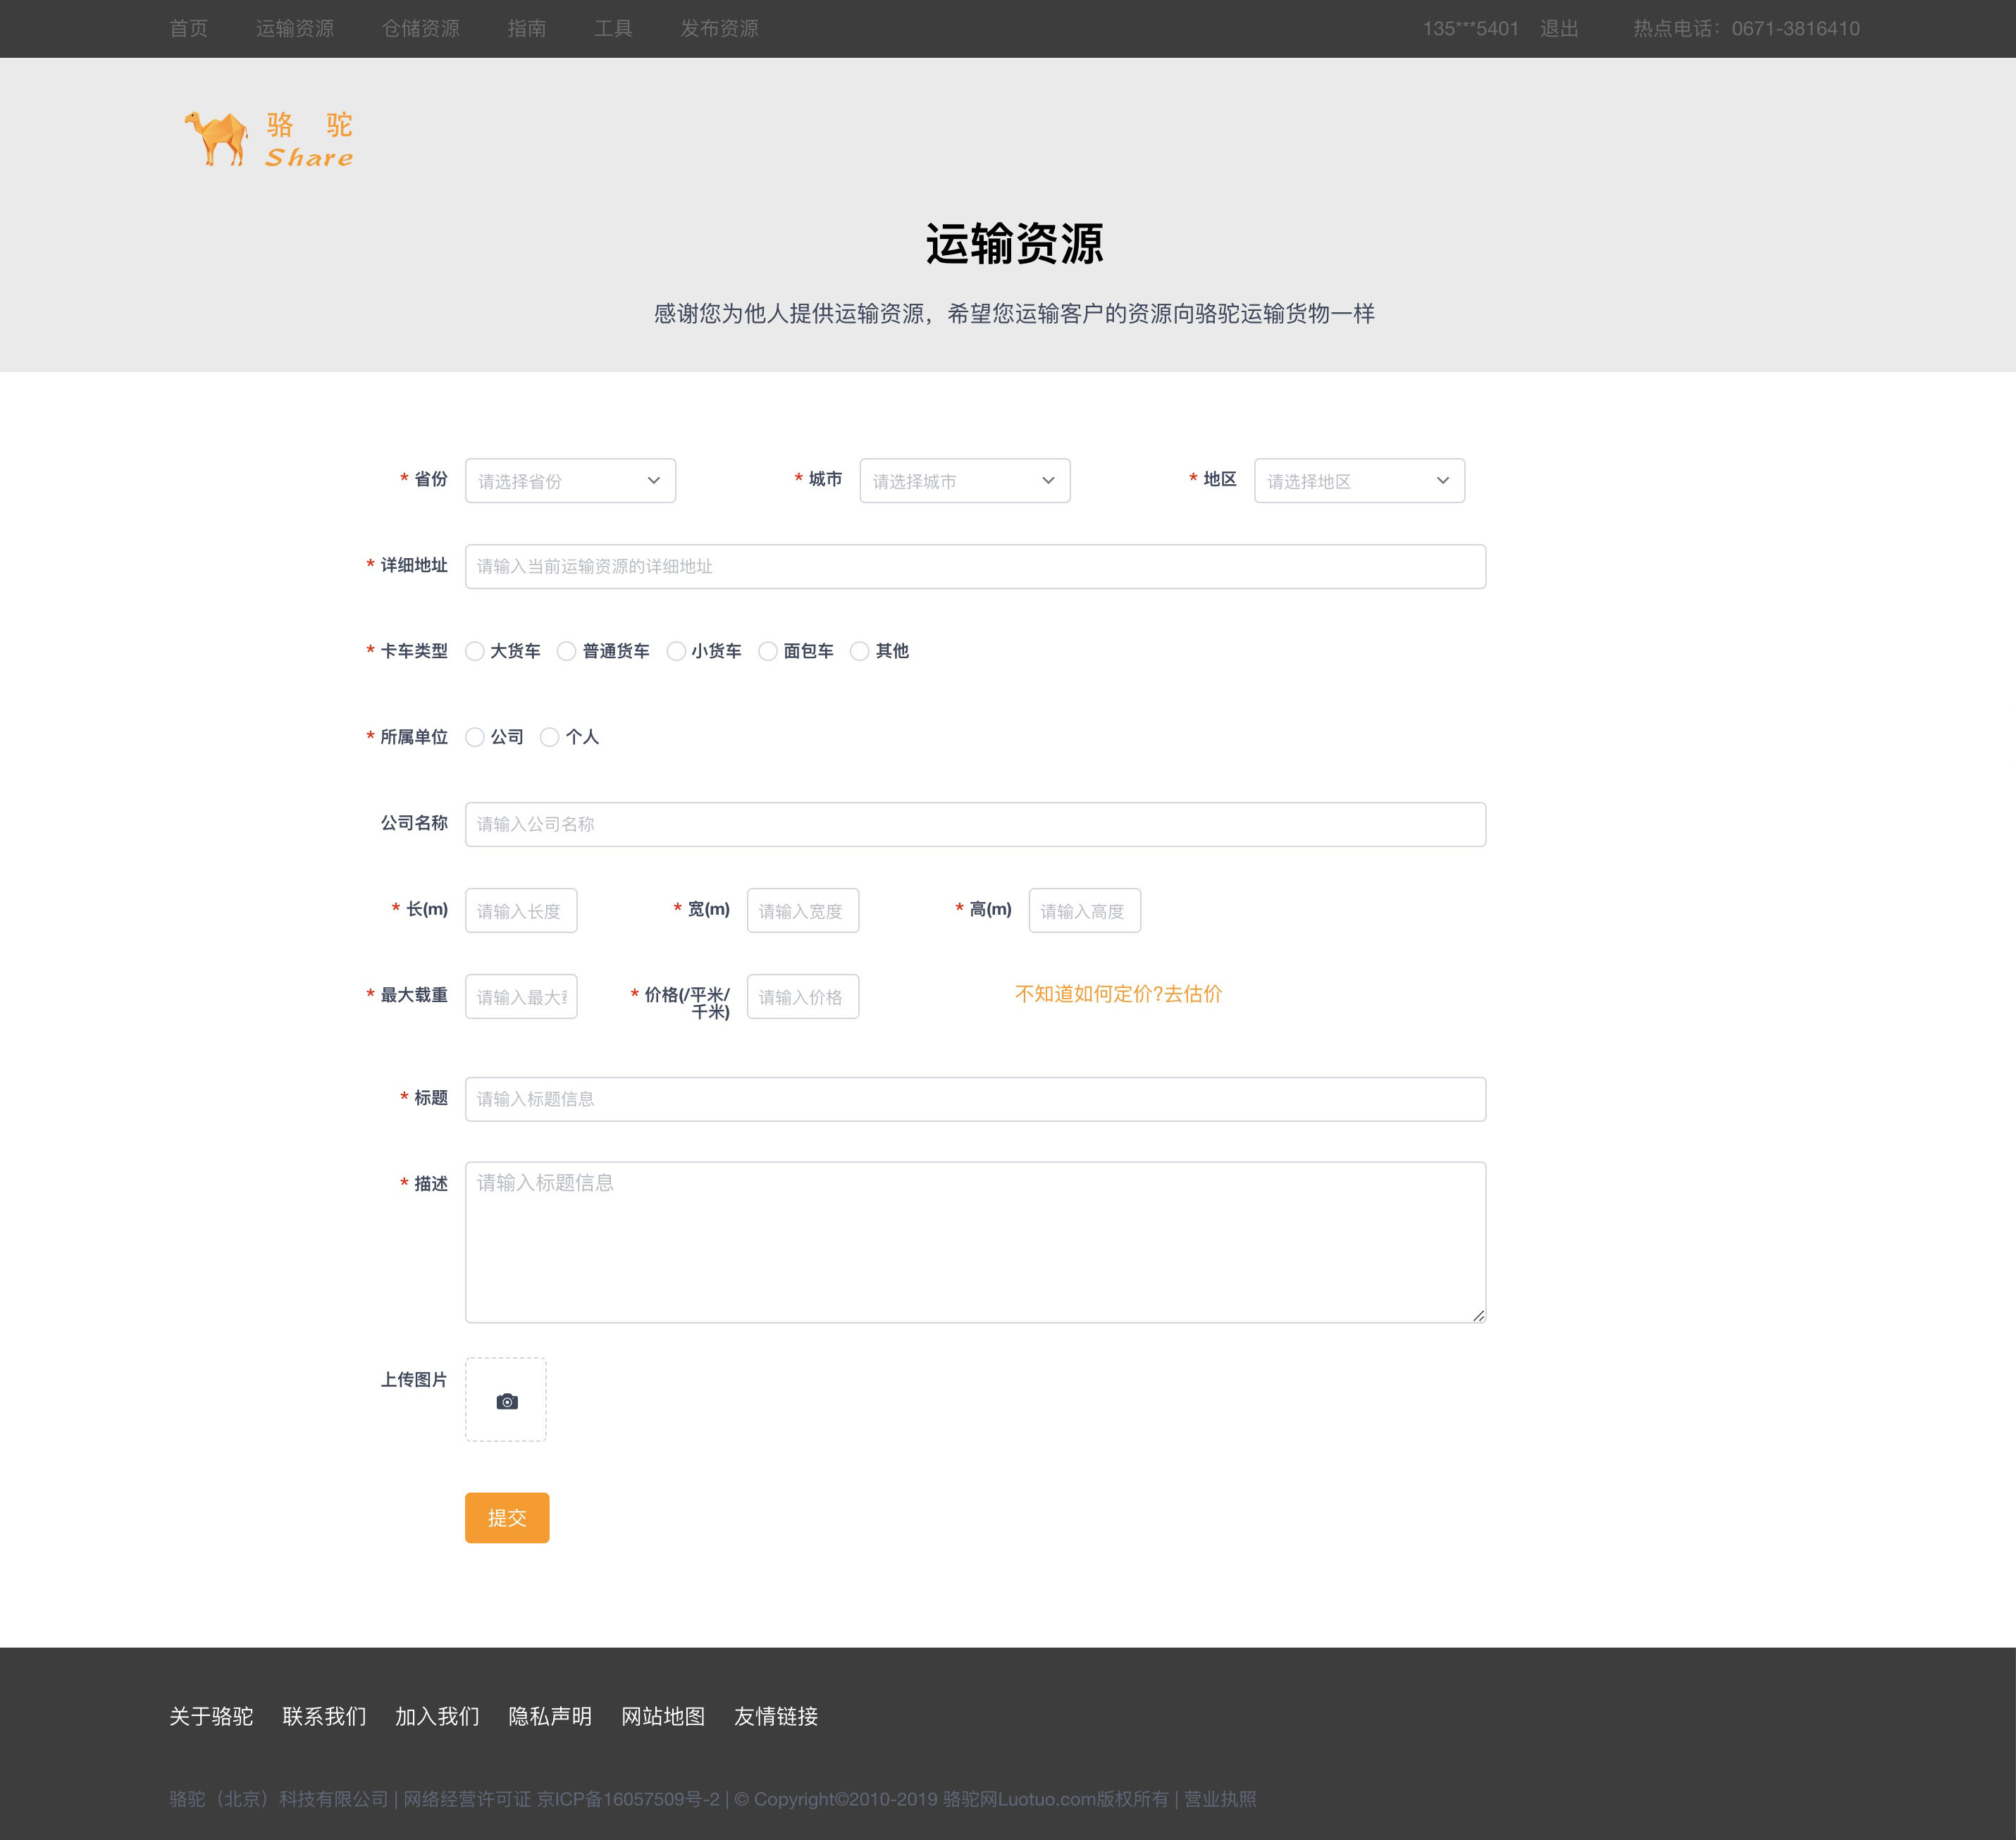 首页 运输资源 仓储资源 指南 工具 发布资源 135***5401 退出 热点电话：0671-3816410
骆 驼
Share
运输资源
感谢您为他人提供运输资源，希望您运输客户的资源向骆驼运输货物一样
* 省份 请选择省份 * 城市 请选择城市 * 地区 请选择地区
* 详细地址 请输入当前运输资源的详细地址
* 卡车类型 大货车 普通货车 小货车 面包车 其他
* 所属单位 公司 个人
公司名称 请输入公司名称
* 长(m) 请输入长度 * 宽(m) 请输入宽度 * 高(m) 请输入高度
* 最大载重 请输入最大 * 价格(/平米/ 请输入价格 不知道如何定价?去估价
千米)
* 标题 请输入标题信息
* 描述 请输入标题信息
上传图片
提交
关于骆驼 联系我们 加入我们 隐私声明 网站地图 友情链接
骆驼（北京）科技有限公司 | 网络经营许可证 京ICP备16057509号-2 | © Copyright©2010-2019 骆驼网Luotuo.com版权所有 | 营业执照